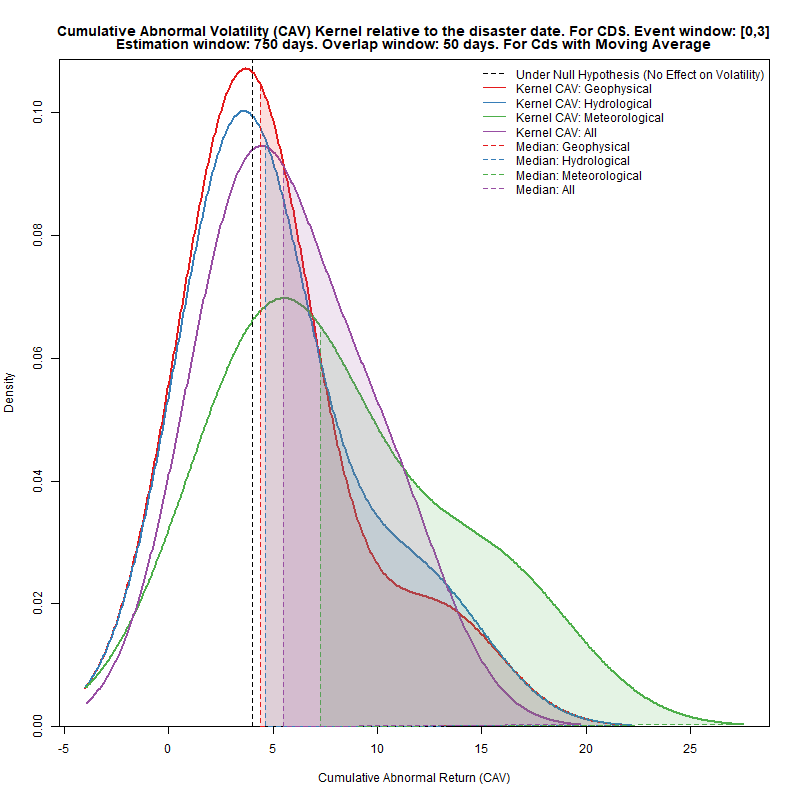 Cumulative Abnormal Volatility (CAV) Kernel relative to the disaster date. For CDS. Event window: [0,3]
Estimation window: 750 days. Overlap window: 50 days. For Cds with Moving Average
Under Null Hypothesis (No Effect on Volatility)
Kernel CAV: Geophysical
Kernel CAV: Hydrological
Kernel CAV: Meteorological
Kernel CAV: All
Median: Geophysical
Median: Hydrological
Median: Meteorological
Median: All
Density
0.10
0.08
0.06
0.04
0.02
0.00
-5 0 5 10 15 20 25
Cumulative Abnormal Return (CAV)